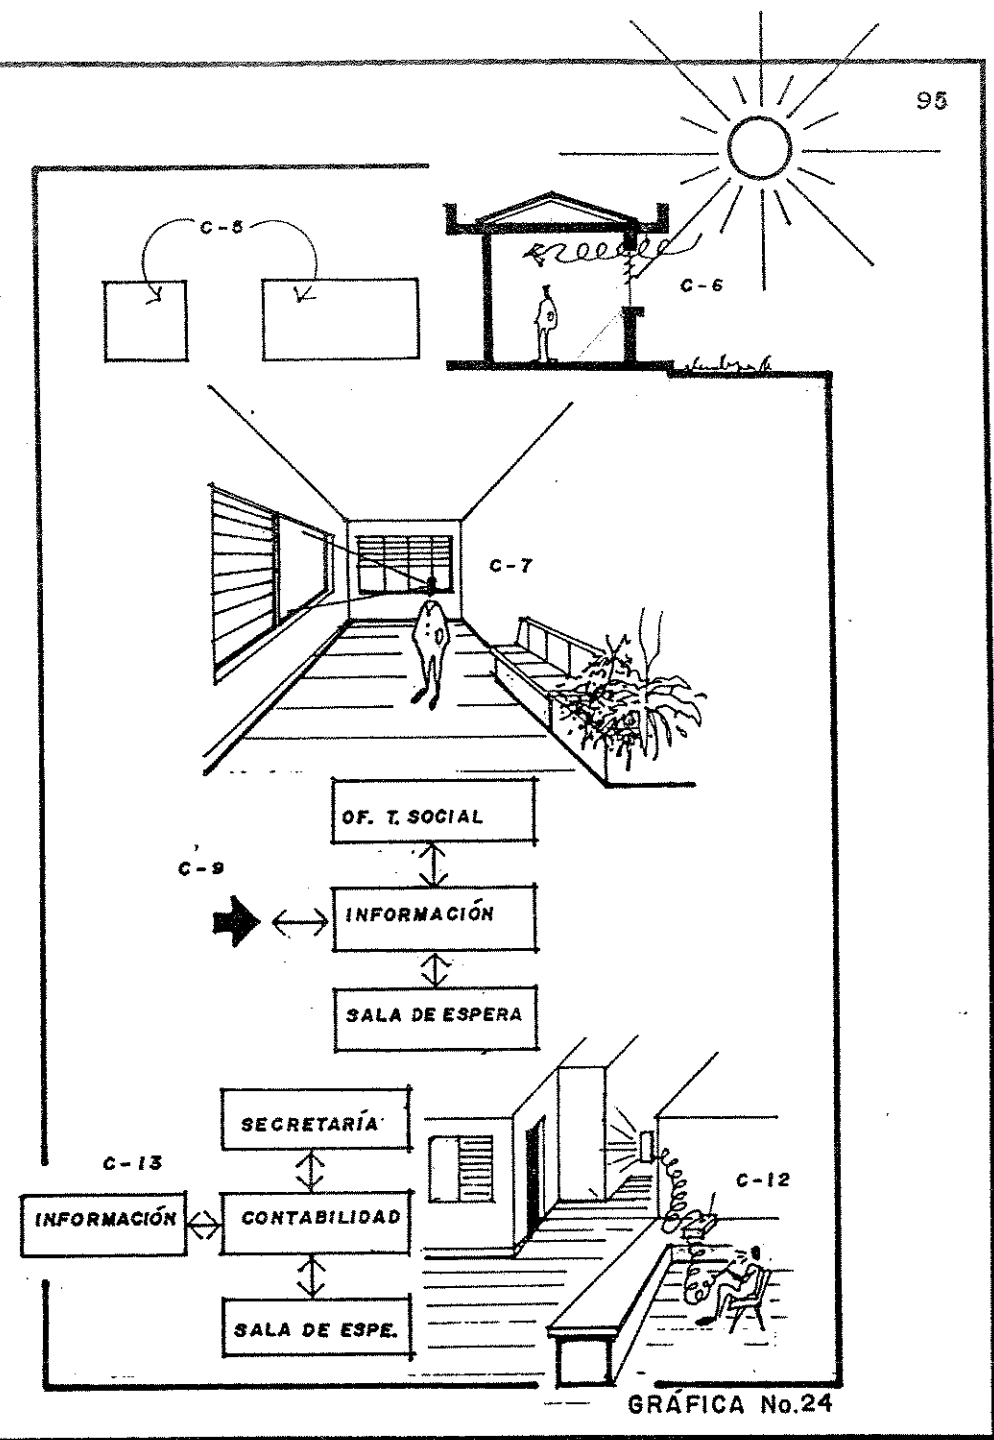 95
C-5
C-6
C-7
OF. T. SOCIAL
C-9
INFORMACIÓN
SALA DE ESPERA
SECRETARÍA
C-13
C-12
INFORMACIÓN
CONTABILIDAD
SALA DE ESPE.
GRÁFICA No.24